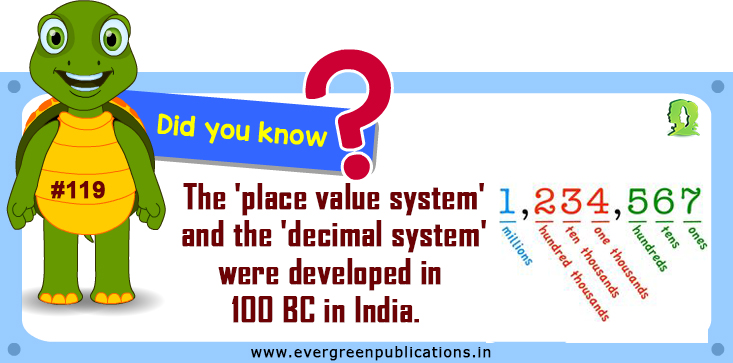 Did you know ?
#119
The 'place value system'
and the 'decimal system'
were developed in
100 BC in India.
1,234,567
millions
hundred thousands
ten thousands
one thousands
hundreds
tens
ones
www.evergreenpublications.in